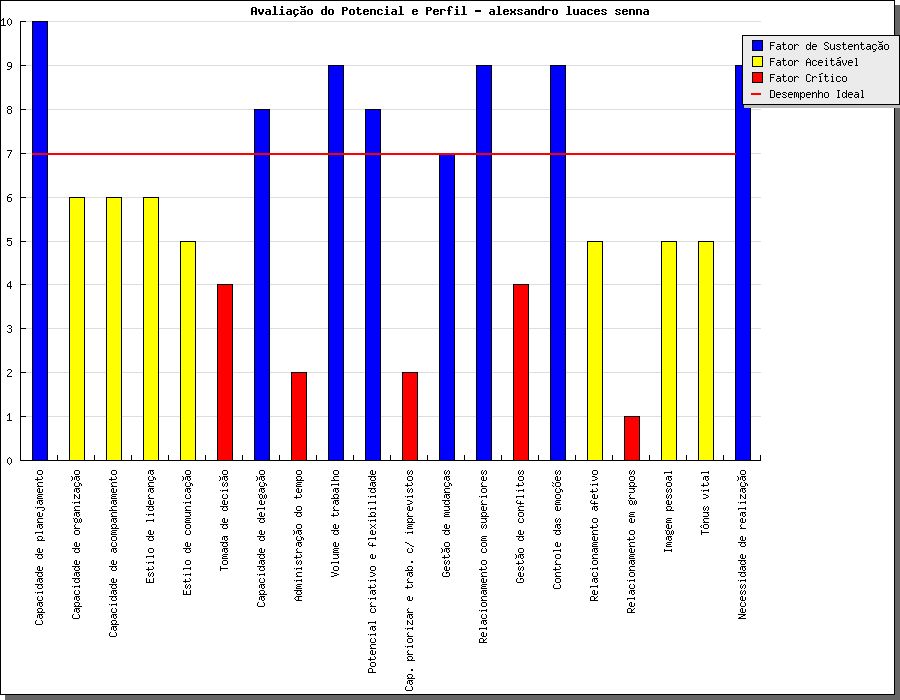 Avaliação do Potencial e Perfil - alexsandro luaces senna
Fator de Sustentação
Fator Aceitável
Fator Crítico
Desempenho Ideal
10
9
8
7
6
5
4
3
2
1
0
Capacidade de planejamento
Capacidade de organização
Capacidade de acompanhamento
Estilo de liderança
Estilo de comunicação
Tomada de decisão
Capacidade de delegação
Administração do tempo
Volume de trabalho
Potencial criativo e flexibilidade
Cap. priorizar e trab. c/ imprevistos
Gestão de mudanças
Relacionamento com superiores
Gestão de conflitos
Controle das emoções
Relacionamento afetivo
Relacionamento em grupos
Imagem pessoal
Tônus vital
Necessidade de realização